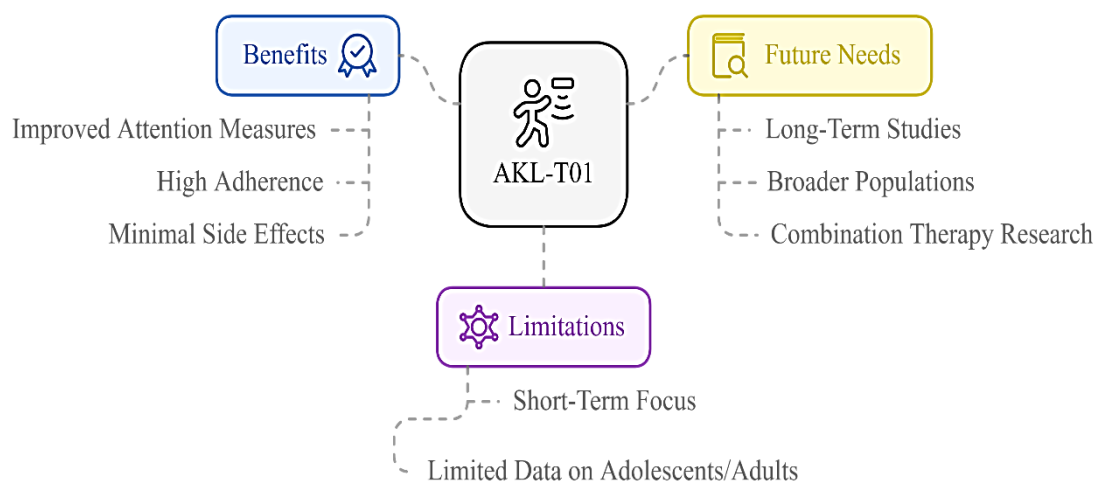 Benefits
Improved Attention Measures
High Adherence
Minimal Side Effects
AKL-T01
Future Needs
Long-Term Studies
Broader Populations
Combination Therapy Research
Limitations
Short-Term Focus
Limited Data on Adolescents/Adults